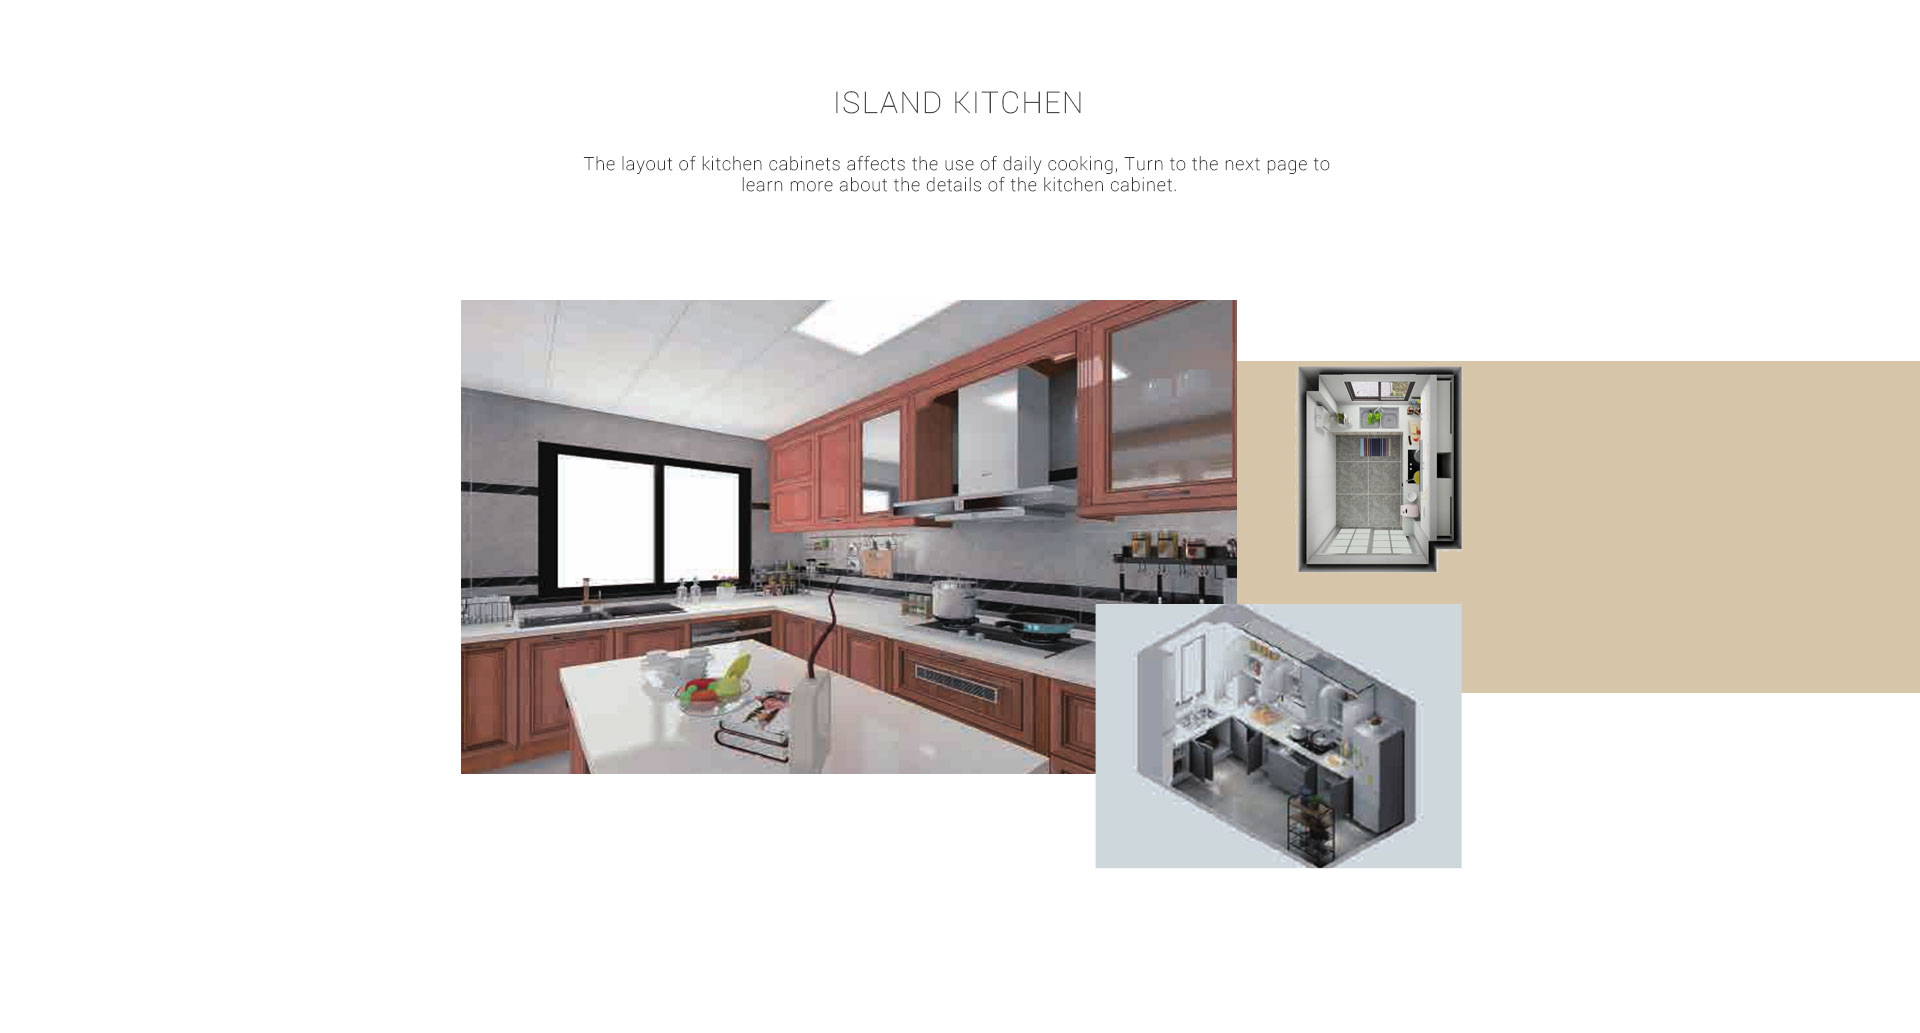 ISLAND KITCHEN
The layout of kitchen cabinets affects the use of daily cooking, Turn to the next page to
learn more about the details of the kitchen cabinet.